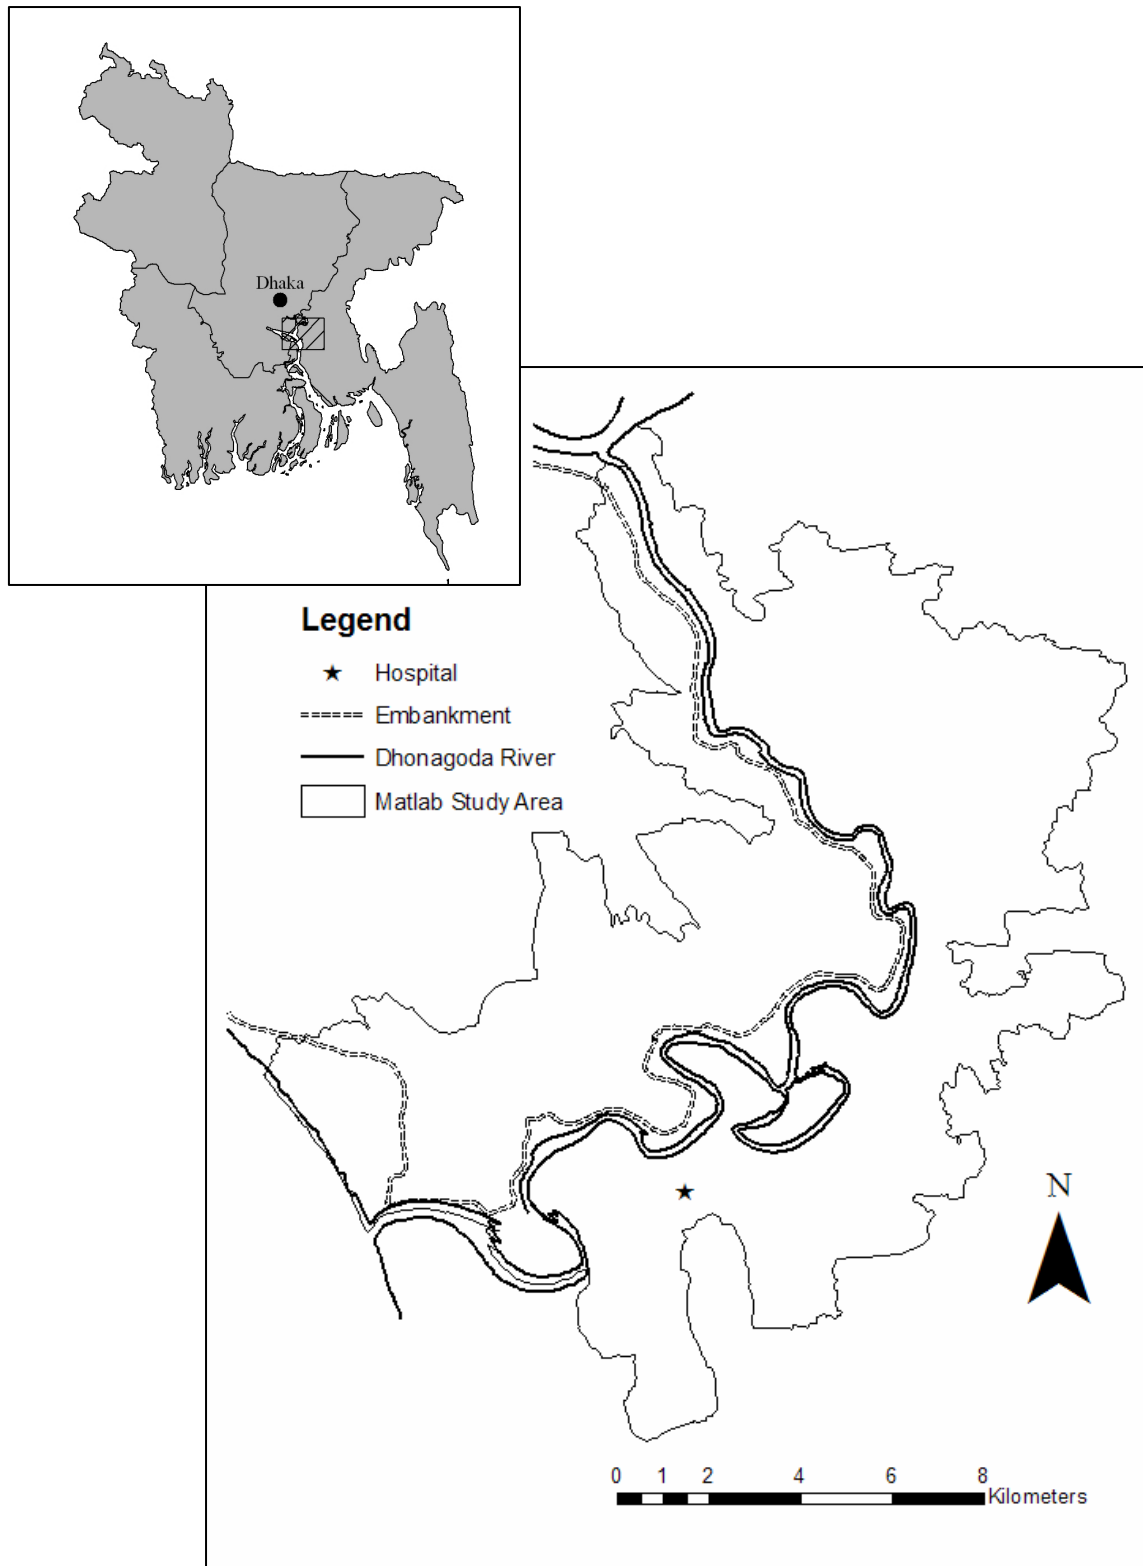 Dhaka
Legend
Hospital
Embankment
Dhonagoda River
Matlab Study Area
N
0 1 2 4 6 8
Kilometers